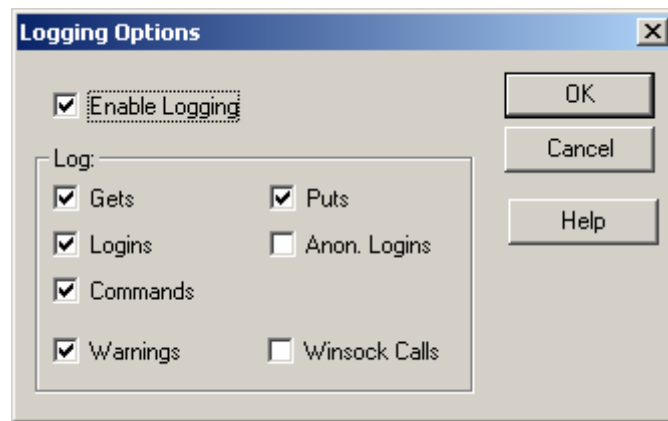 Logging Options
Enable Logging
OK
Cancel
Help
Log:
Gets
Puts
Logins
Anon. Logins
Commands
Warnings
Winsock Calls